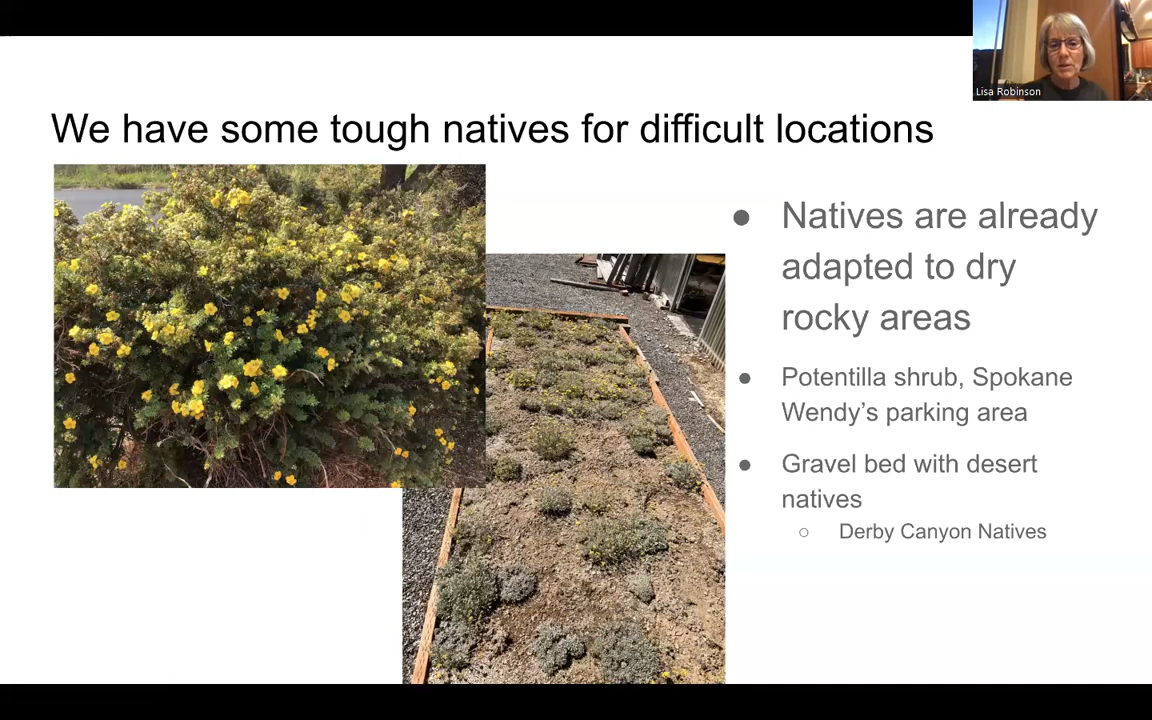 Lisa Robinson
We have some tough natives for difficult locations
● Natives are already
adapted to dry
rocky areas
● Potentilla shrub, Spokane
Wendy’s parking area
● Gravel bed with desert
natives
○ Derby Canyon Natives